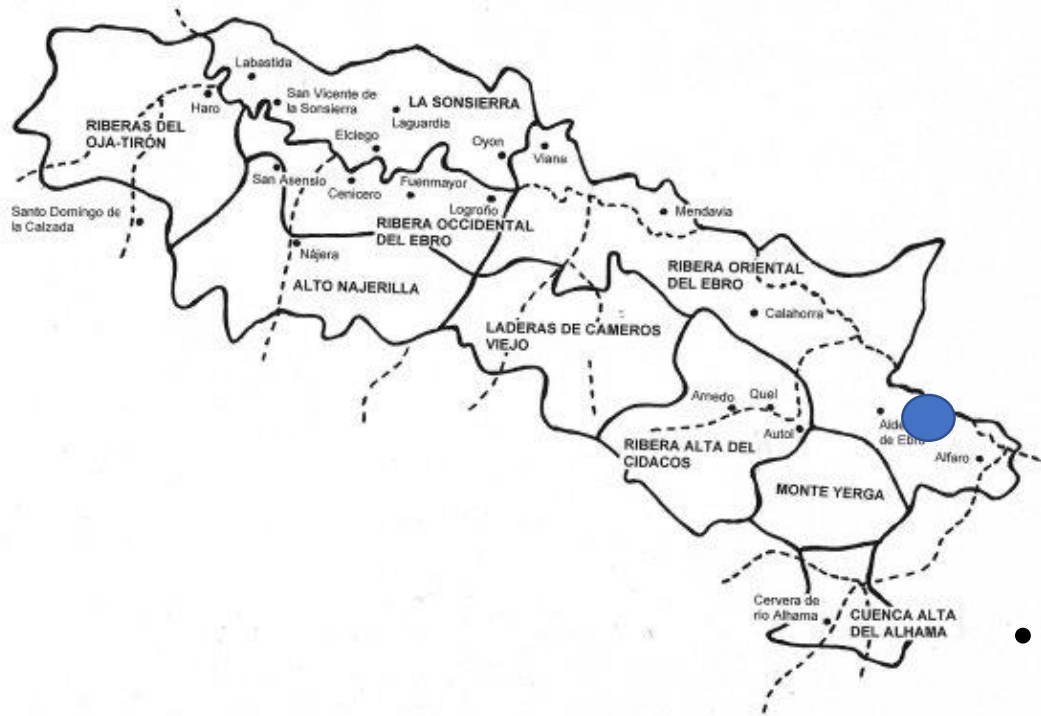 Labastida
San Vicente de
la Sonsierra
LA SONSIERRA
Haro
Laguardia
RIBERAS DEL
OJA-TIRÓN
Elciego
Oyon
Viana
San Asensio
Cenicero
Fuenmayor
Logroño
Santo Domingo de
la Calzada
RIBERA OCCIDENTAL
DEL EBRO
Mendavia
Nájera
ALTO NAJERILLA
RIBERA ORIENTAL
DEL EBRO
Calahorra
LADERAS DE CAMEROS
VIEJO
Arnedo
Quel
Autol
de Ebro
Alfaro
RIBERA ALTA DEL
CIDACOS
MONTE YERGA
Cervera de
río Alhama
CUENCA ALTA
DEL ALHAMA